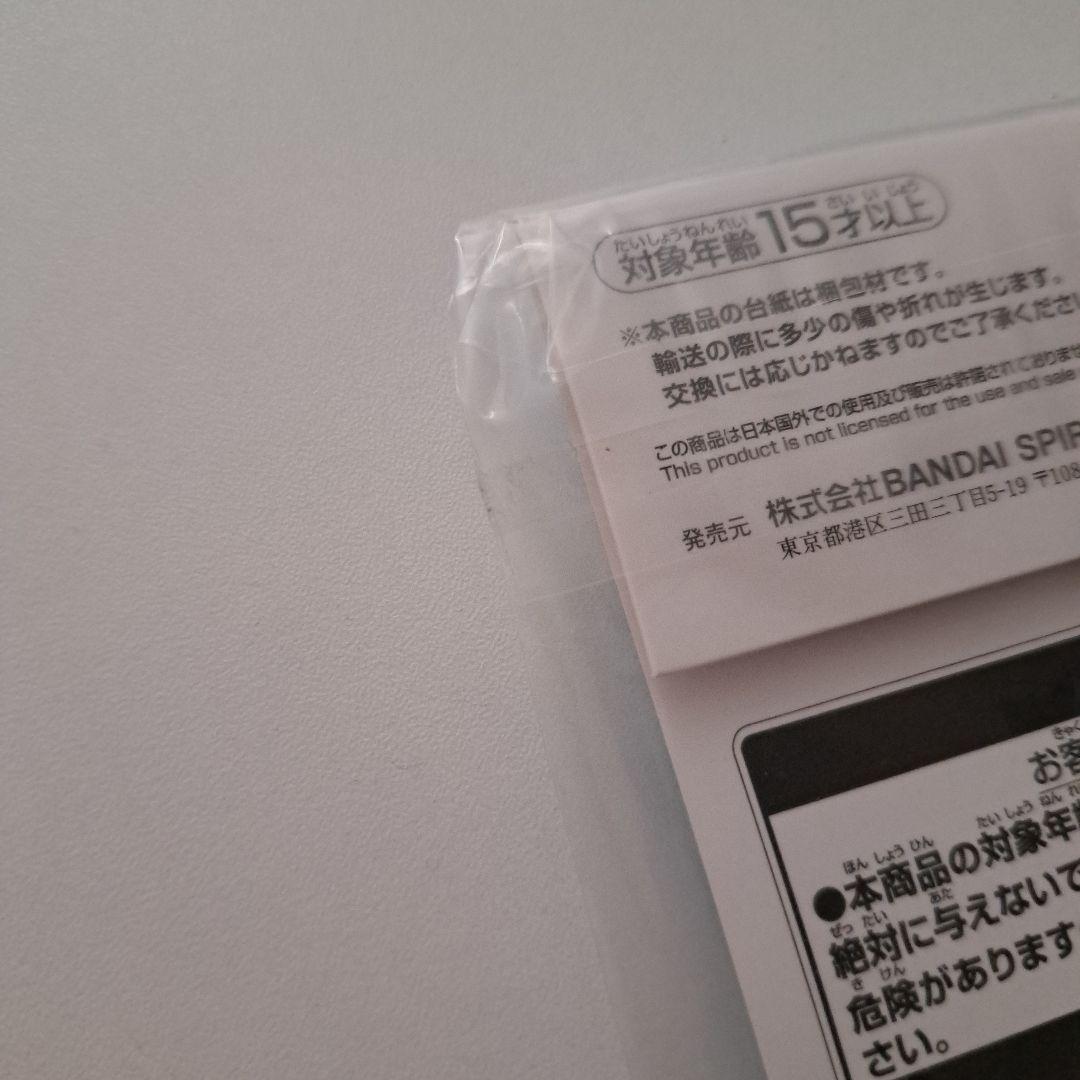 たいしょうねんれい さい い じょう
対象年齢15才以上
※本商品の台紙は梱包材です。
輸送の際に多少の傷や折れが生じます。
交換には応じかねますのでご了承くださ
この商品は日本国外での使用及び販売は許諾されておりませ
This product is not licensed for the use and sale
発売元 株式会社BANDAI SPIR
東京都港区三田三丁目5-19 〒108
きゃく
お客
ほん しょう ひん たい しょう ねん れ
●本商品の対象年
ぜっ たい あた
絶対に与えないで
き けん
危険があります
さい。